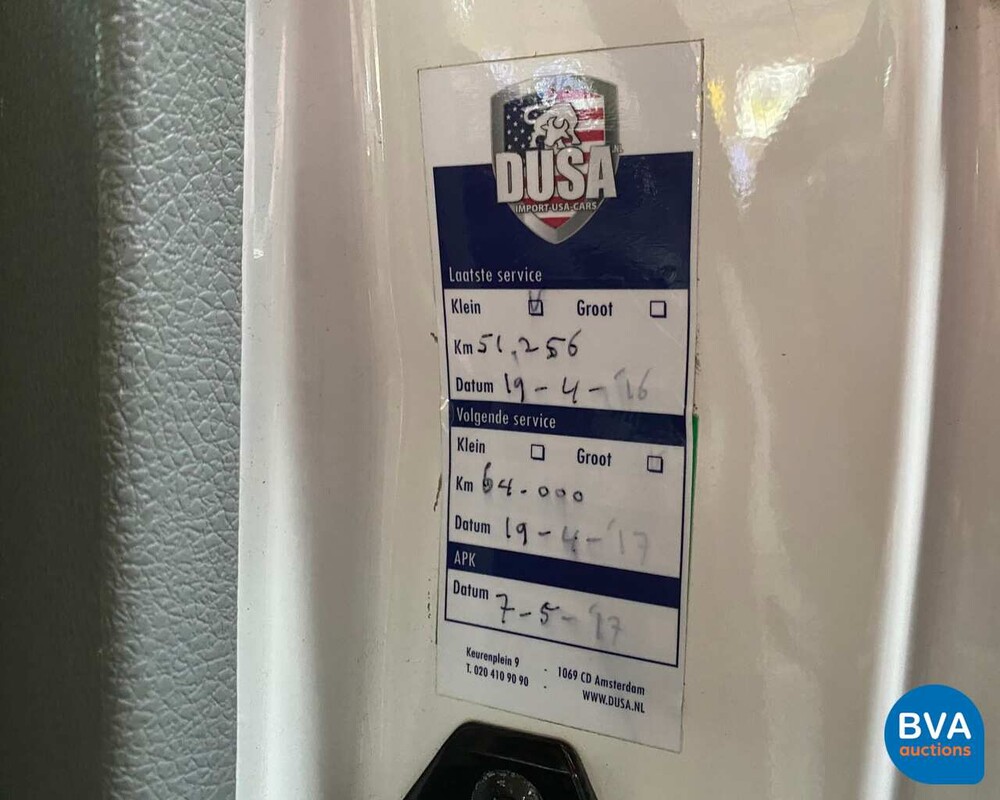 DUSA
IMPORT-USA-CARS
Laatste service
Klein Groot
Km 51.256
Datum 19-4-'16
Volgende service
Klein Groot
Km 64.000
Datum 19-4-'17
APK
Datum 7-5-'17
Keurenplein 9 - 1069 CD Amsterdam
T. 020 410 90 90 - WWW.DUSA.NL
BVA
auctions